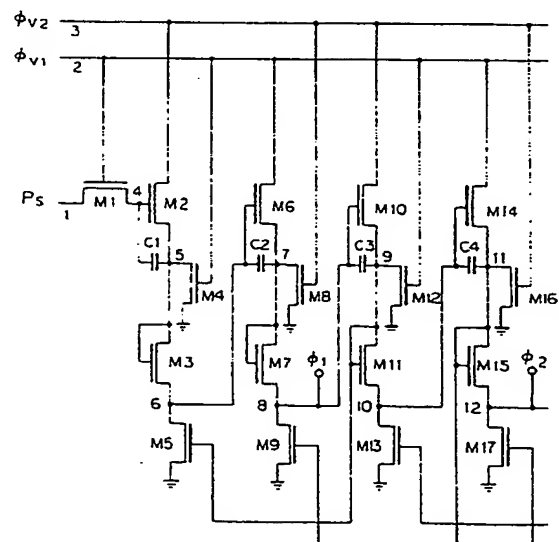 ϕV2 3
ϕV1 2
Ps 1
M1 4 M2 M6 M10 M14
C1 5 C2 7 C3 9 C4 11
M4 M8 M12 M16
M3 M7 ϕ1 M11 M15 ϕ2
6 8 10 12
M5 M9 M13 M17